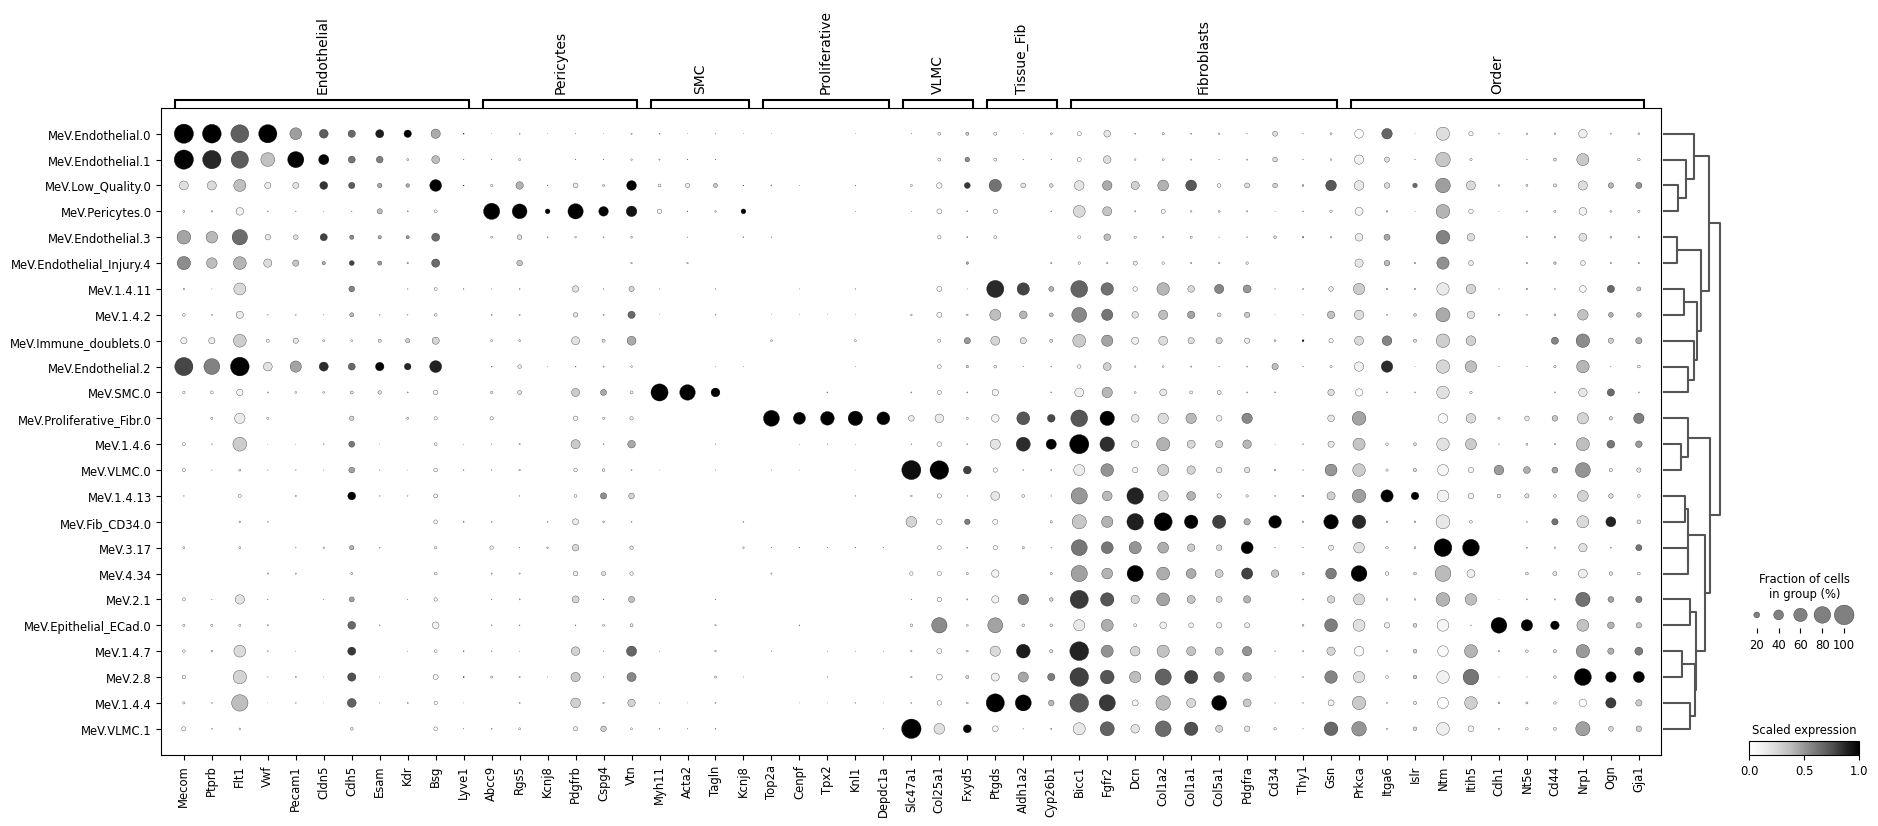 Endothelial
Pericytes
SMC
Proliferative
VLMC
Tissue_Fib
Fibroblasts
Order
MeV.Endothelial.0
MeV.Endothelial.1
MeV.Low_Quality.0
MeV.Pericytes.0
MeV.Endothelial.3
MeV.Endothelial_Injury.4
MeV.1.4.11
MeV.1.4.2
MeV.Immune_doublets.0
MeV.Endothelial.2
MeV.SMC.0
MeV.Proliferative_Fibr.0
MeV.1.4.6
MeV.VLMC.0
MeV.1.4.13
MeV.Fib_CD34.0
MeV.3.17
MeV.4.34
MeV.2.1
MeV.Epithelial_ECad.0
MeV.1.4.7
MeV.2.8
MeV.1.4.4
MeV.VLMC.1
Mecom
Ptprb
Flt1
Vwf
Pecam1
Cldn5
Cdh5
Esam
Kdr
Bsg
Lyve1
Abcc9
Rgs5
Kcnj8
Pdgfrb
Cspg4
Vtn
Myh11
Acta2
Tagln
Kcnj8
Top2a
Cenpf
Tpx2
Knl1
Depdc1a
Slc47a1
Col25a1
Fxyd5
Ptgds
Aldh1a2
Cyp26b1
Bicc1
Fgfr2
Dcn
Col1a2
Col1a1
Col5a1
Pdgfra
Cd34
Thy1
Gsn
Prkca
Itga6
Islr
Ntm
Itih5
Cdh1
Nt5e
Cd44
Nrp1
Ogn
Gja1
Fraction of cells
in group (%)
20 40 60 80 100
Scaled expression
0.0 0.5 1.0